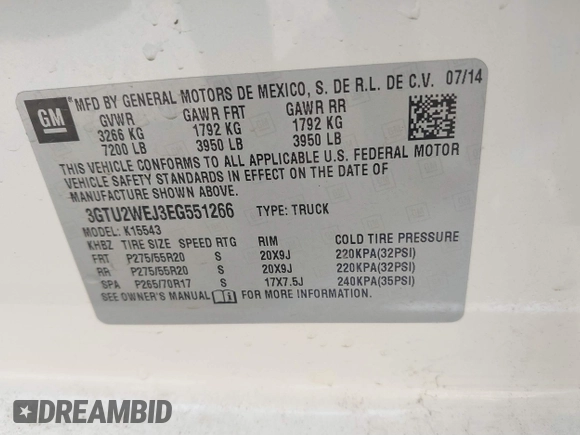 GM
MFD BY GENERAL MOTORS DE MEXICO, S. DE R.L. DE C.V. 07/14
GVWR GAWR FRT GAWR RR
3266 KG 1792 KG 1792 KG
7200 LB 3950 LB 3950 LB
THIS VEHICLE CONFORMS TO ALL APPLICABLE U.S. FEDERAL MOTOR
VEHICLE SAFETY STANDARDS IN EFFECT ON THE DATE OF
MANUFACTURE SHOWN ABOVE.
3GTU2WEJ3EG551266 TYPE: TRUCK
MODEL: K15543
KHBZ TIRE SIZE SPEED RTG RIM COLD TIRE PRESSURE
FRT P275/55R20 S 20X9J 220KPA(32PSI)
RR P275/55R20 S 20X9J 220KPA(32PSI)
SPA P265/70R17 S 17X7.5J 240KPA(35PSI)
SEE OWNER'S MANUAL FOR MORE INFORMATION.
DREAMBID